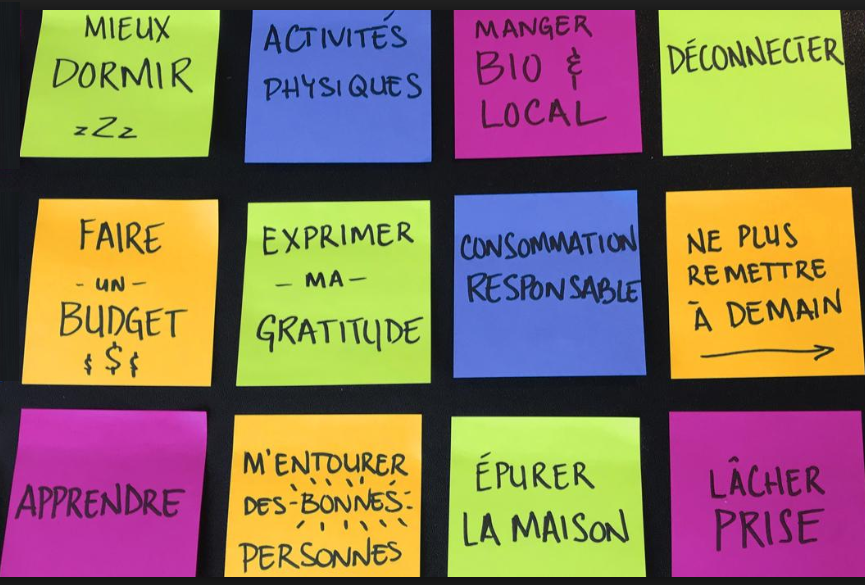 MIEUX
DORMIR
zZz
ACTIVITÉS
PHYSIQUES
MANGER
BIO &
LOCAL
DÉCONNECTER
FAIRE
- UN -
BUDGET
$ $ $
EXPRIMER
- MA -
GRATITUDE
CONSOMMATION
RESPONSABLE
NE PLUS
REMETTRE
À DEMAIN
APPRENDRE
M'ENTOURER
DES BONNES
PERSONNES
ÉPURER
LA MAISON
LÂCHER
PRISE